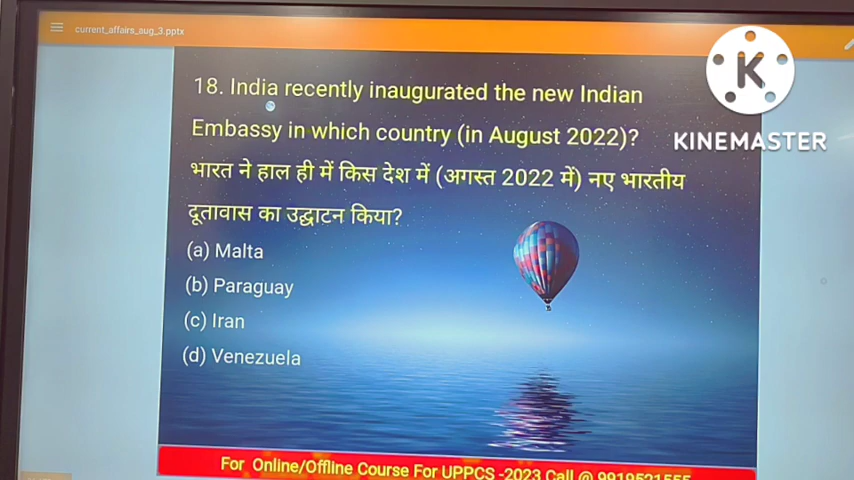 current_affairs_aug_3.pptx
K
KINEMASTER
18. India recently inaugurated the new Indian
Embassy in which country (in August 2022)?
भारत ने हाल ही में किस देश में (अगस्त 2022 में) नए भारतीय
दूतावास का उद्घाटन किया?
(a) Malta
(b) Paraguay
(c) Iran
(d) Venezuela
For Online/Offline Course For UPPCS -2023 Call @ 9919521555